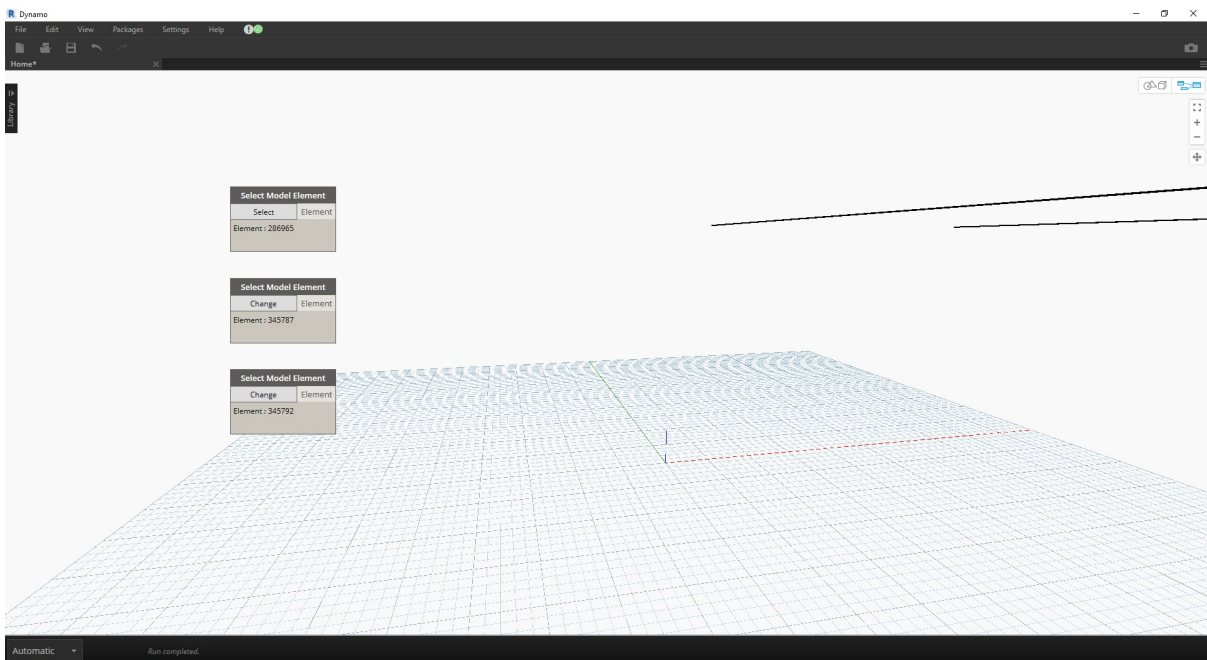 R Dynamo
File Edit View Packages Settings Help
Home*
Library
Select Model Element
Select Element
Element : 286965
Select Model Element
Change Element
Element : 345787
Select Model Element
Change Element
Element : 345792
Automatic Run completed.